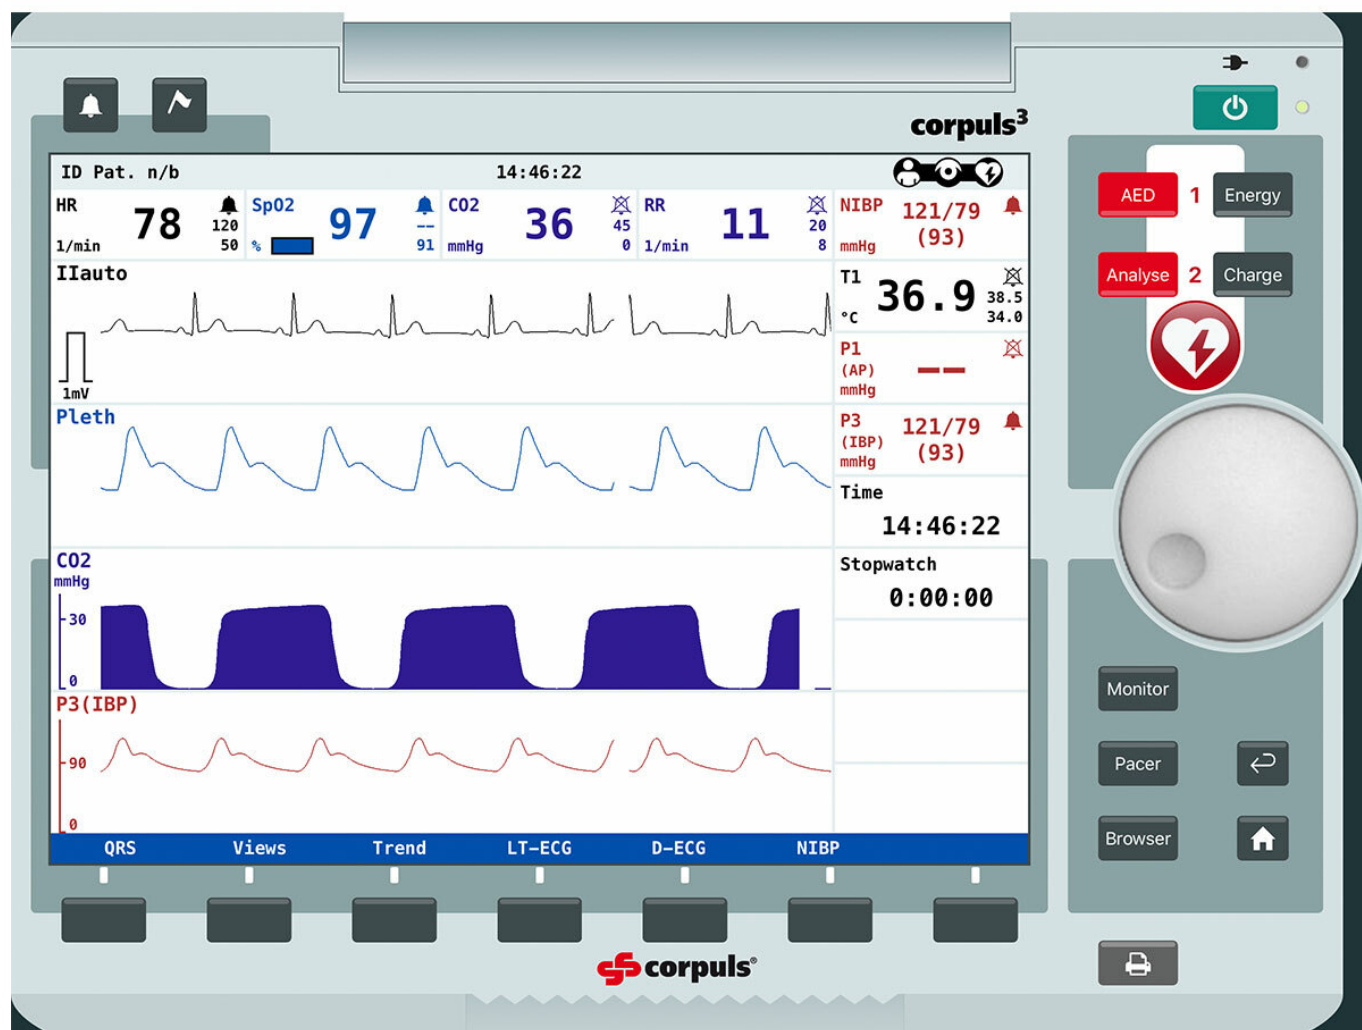 corpuls³
ID Pat. n/b 14:46:22
HR 78 120 50 1/min
SpO2 97 -- 91 %
CO2 36 45 0 mmHg
RR 11 20 8 1/min
NIBP 121/79 (93) mmHg
IIauto
1mV
T1 36.9 38.5 34.0 °C
P1 (AP) mmHg --
Pleth
P3 (IBP) mmHg 121/79 (93)
Time
14:46:22
CO2
mmHg
30
0
Stopwatch
0:00:00
P3(IBP)
90
0
QRS Views Trend LT-ECG D-ECG NIBP
AED 1 Energy
Analyse 2 Charge
Monitor
Pacer
Browser
corpuls®